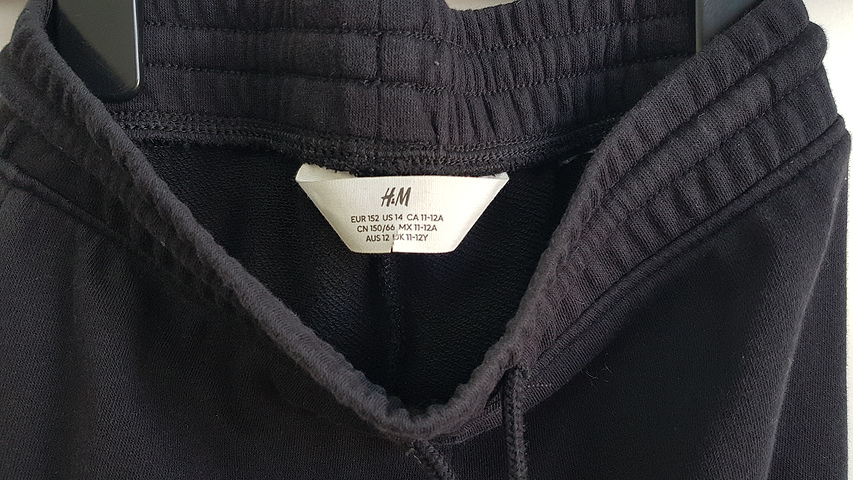 H&M
EUR 152 US 14 CA 11-12A
CN 150/66 MX 11-12A
AUS 12 UK 11-12Y